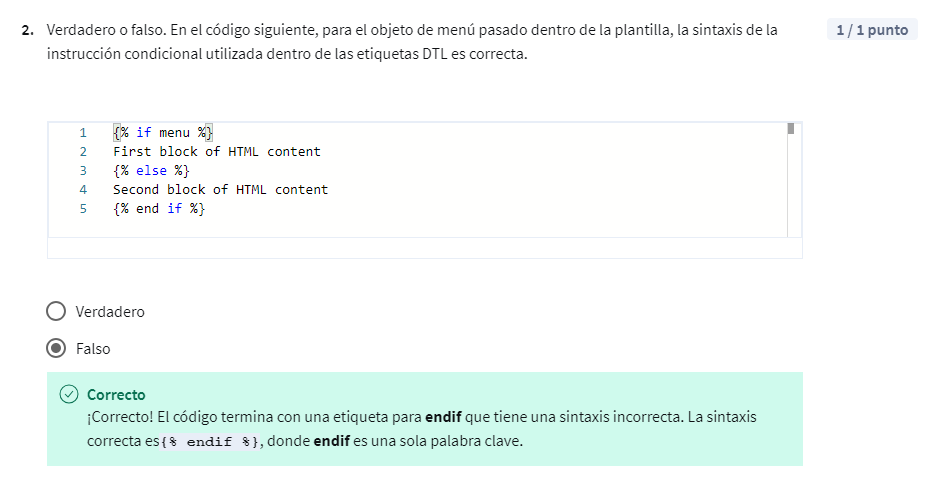 2. Verdadero o falso. En el código siguiente, para el objeto de menú pasado dentro de la plantilla, la sintaxis de la
1 / 1 punto
instrucción condicional utilizada dentro de las etiquetas DTL es correcta.
1 {% if menu %}
2 First block of HTML content
3 {% else %}
4 Second block of HTML content
5 {% end if %}
Verdadero
Falso
Correcto
¡Correcto! El código termina con una etiqueta para endif que tiene una sintaxis incorrecta. La sintaxis
correcta es{% endif %}, donde endif es una sola palabra clave.